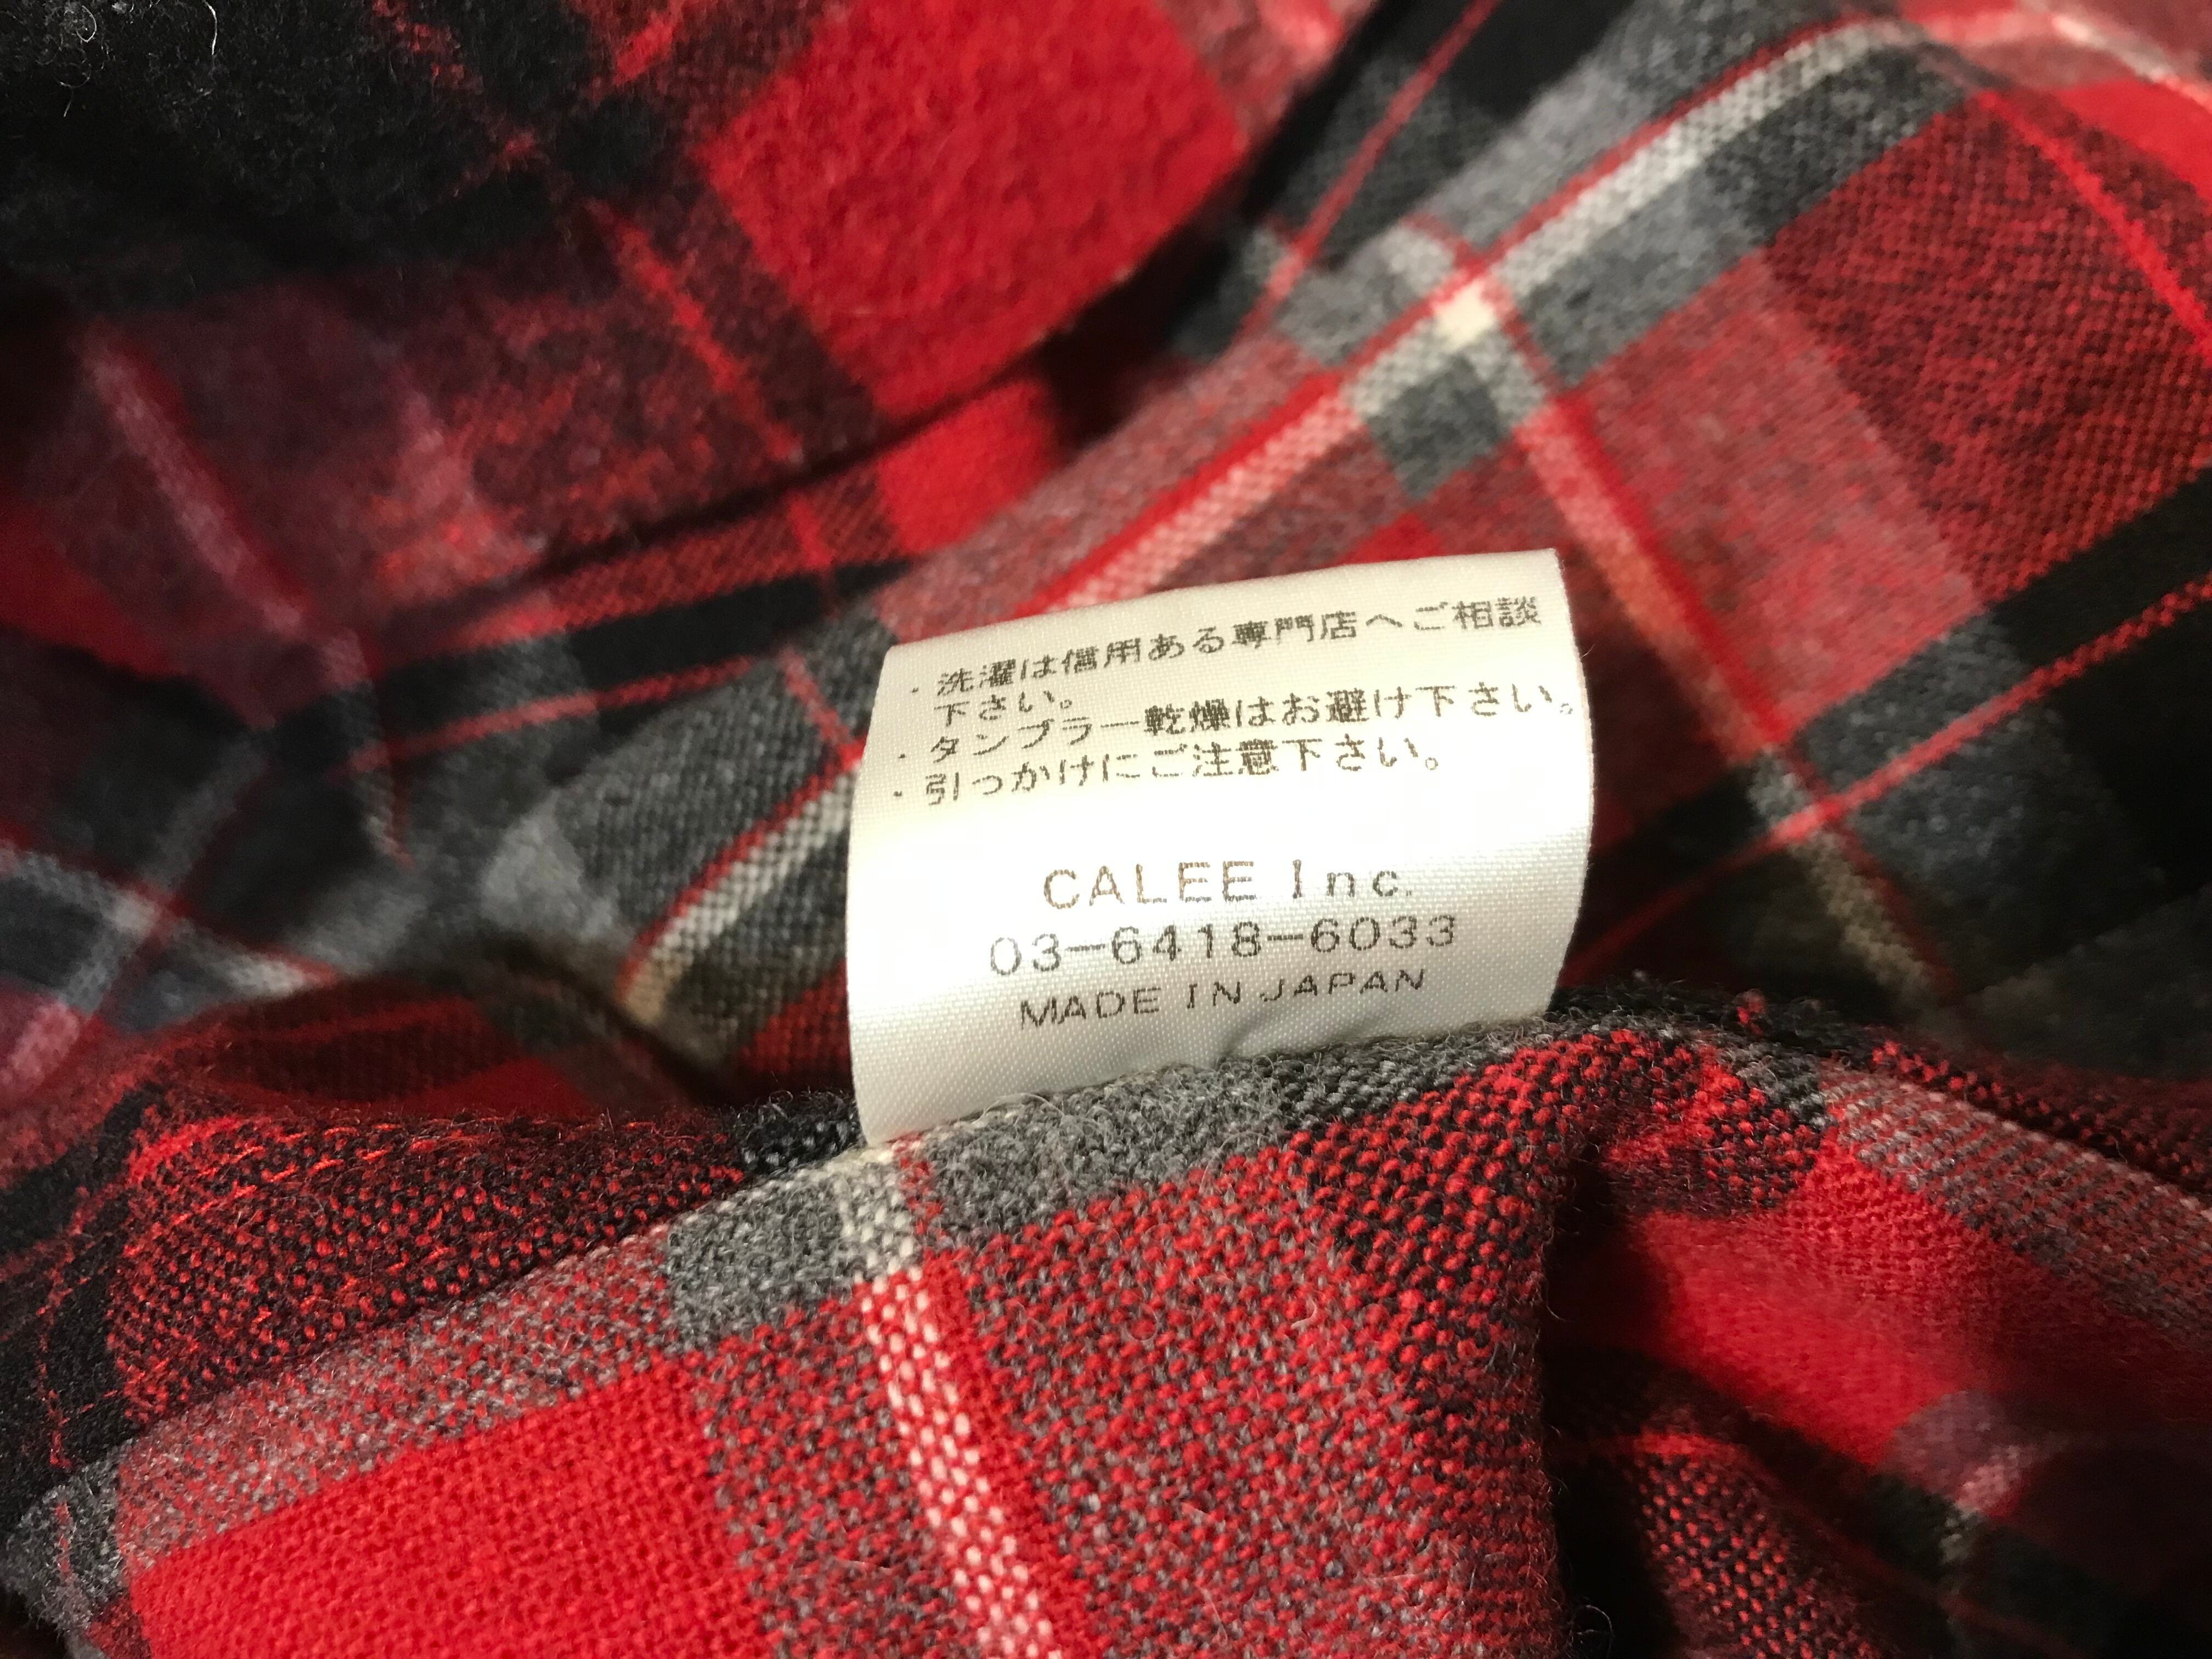 ・洗濯は信用ある専門店へご相談
下さい。
・タンブラー乾燥はお避け下さい。
・引っかけにご注意下さい。
CALEE Inc.
03-6418-6033
MADE IN JAPAN